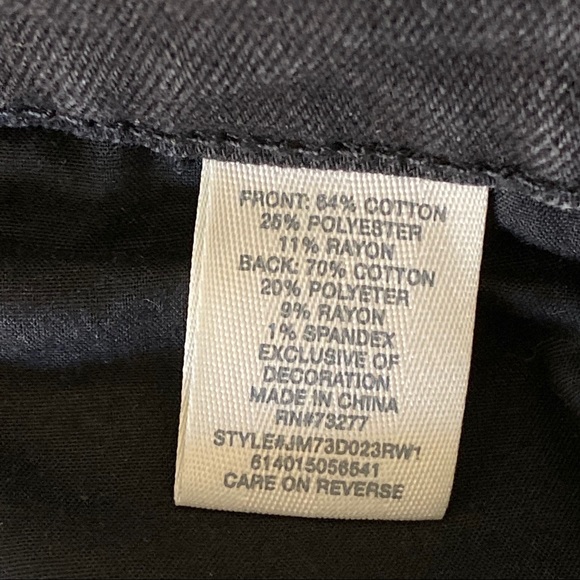 FRONT: 64% COTTON
25% POLYESTER
11% RAYON
BACK: 70% COTTON
20% POLYETER
9% RAYON
1% SPANDEX
EXCLUSIVE OF
DECORATION
MADE IN CHINA
RN#73277
STYLE#JM73D023RW1
614015056541
CARE ON REVERSE